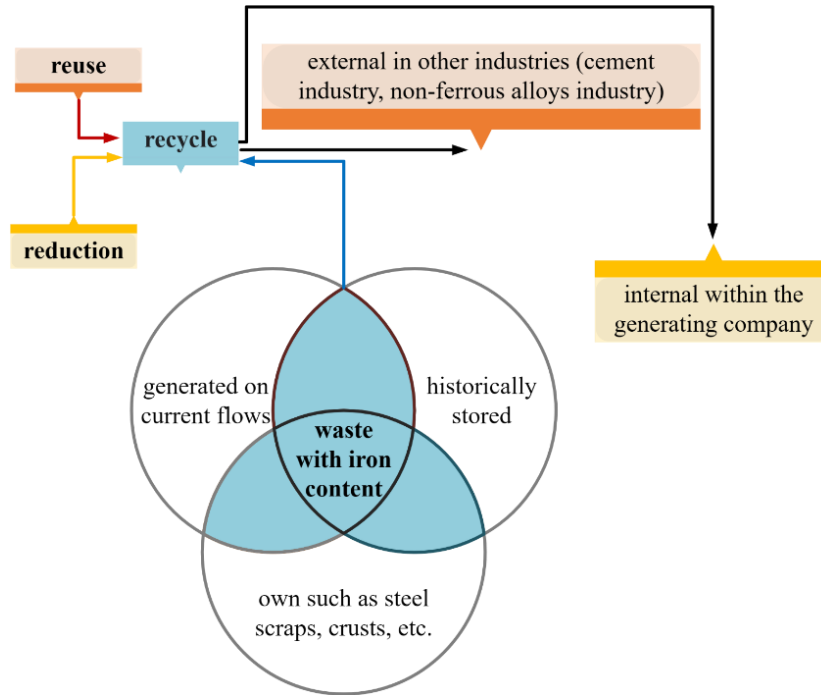 reuse
external in other industries (cement
industry, non-ferrous alloys industry)
recycle
reduction
internal within the
generating company
generated on
current flows
historically
stored
waste
with iron
content
own such as steel
scraps, crusts, etc.